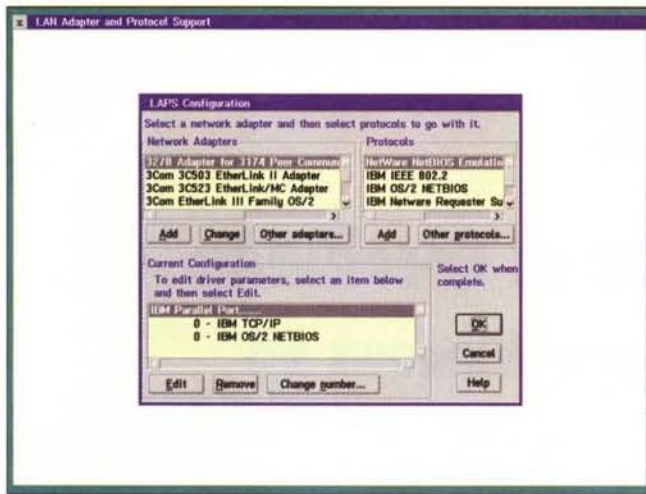 LAN Adapter and Protocol Support
LAPS Configuration
Select a network adapter and then select protocols to go with it.
Network Adapters
3278 Adapter for 3174 Peer Commun
3Com 3C503 EtherLink II Adapter
3Com 3C523 EtherLink/MC Adapter
3Com EtherLink III Family OS/2
Add Change Other adapters...
Protocols
NetWare NetBIOS Emulatio
IBM IEEE 802.2
IBM OS/2 NETBIOS
IBM Netware Requester Su
Add Other protocols...
Current Configuration
To edit driver parameters, select an item below
and then select Edit.
IBM Parallel Port......
0 - IBM TCP/IP
0 - IBM OS/2 NETBIOS
Edit Remove Change number...
Select OK when
complete.
OK
Cancel
Help